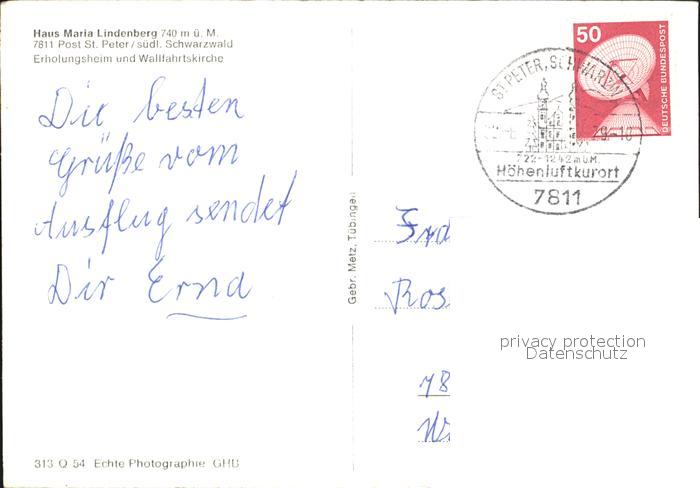 Haus Maria Lindenberg 740 m ü. M.
7811 Post St. Peter/südl. Schwarzwald
Erholungsheim und Wallfahrtskirche
Die besten
Grüße vom
Ausflug sendet
Dir Erna
313 Q 54 Echte Photographie GHB
Gebr. Metz, Tübingen
50
DEUTSCHE BUNDESPOST
ST. PETER, SCHWARZW
722-1242 m ü.M.
Höhenluftkurort
7811
Ros
78
privacy protection
Datenschutz